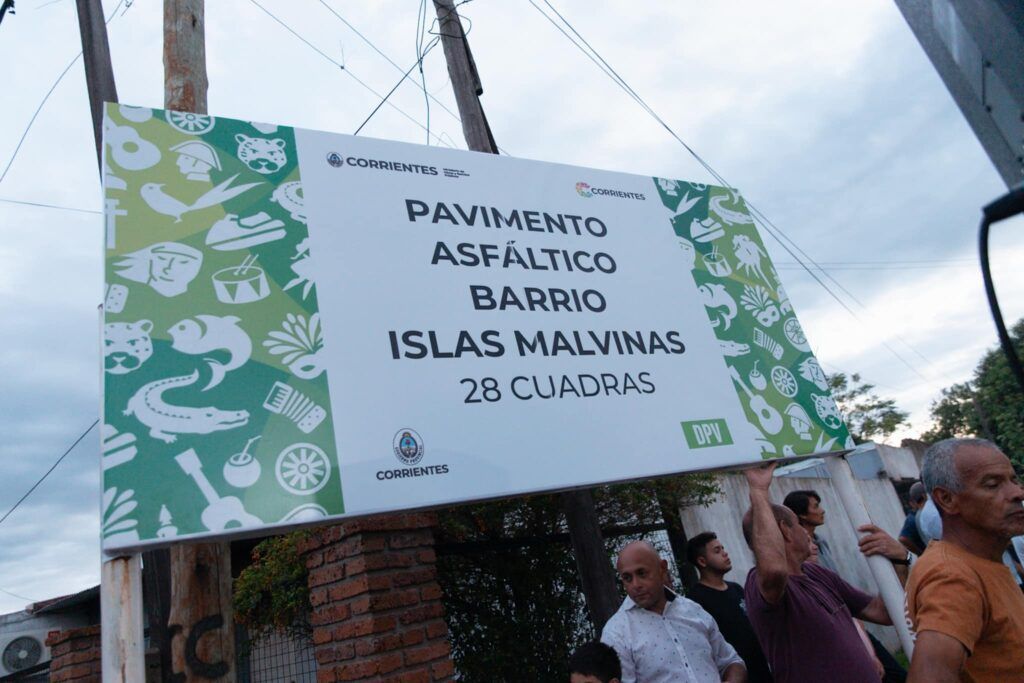 CORRIENTES
CORRIENTES
PAVIMENTO
ASFÁLTICO
BARRIO
ISLAS MALVINAS
28 CUADRAS
DPV
CORRIENTES